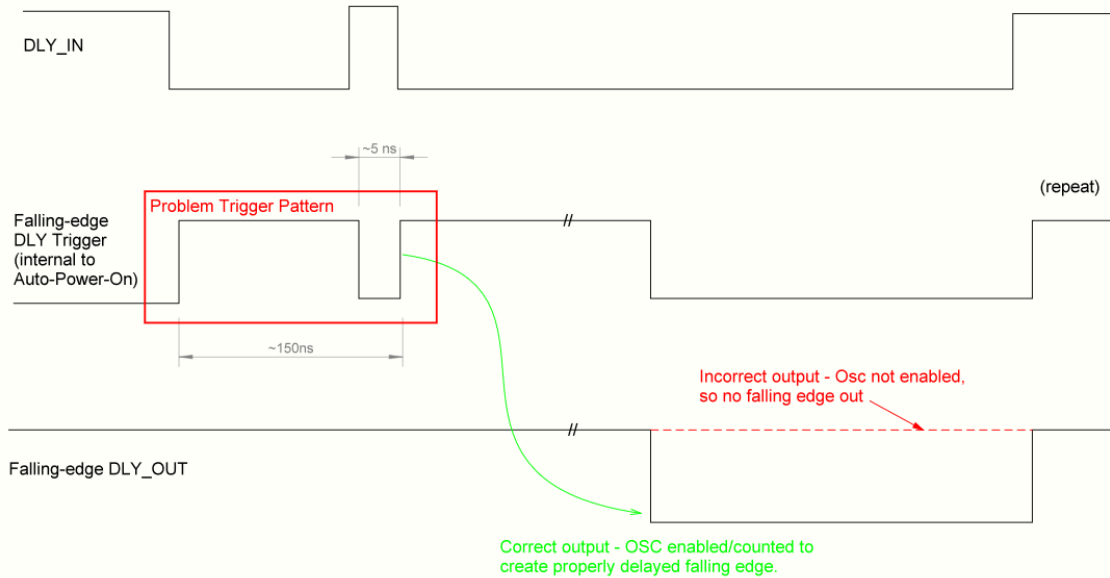 DLY_IN
~5 ns
(repeat)
Problem Trigger Pattern
Falling-edge
DLY Trigger
(internal to
Auto-Power-On)
//
~150ns
Incorrect output - Osc not enabled,
so no falling edge out
//
Falling-edge DLY_OUT
Correct output - OSC enabled/counted to
create properly delayed falling edge.